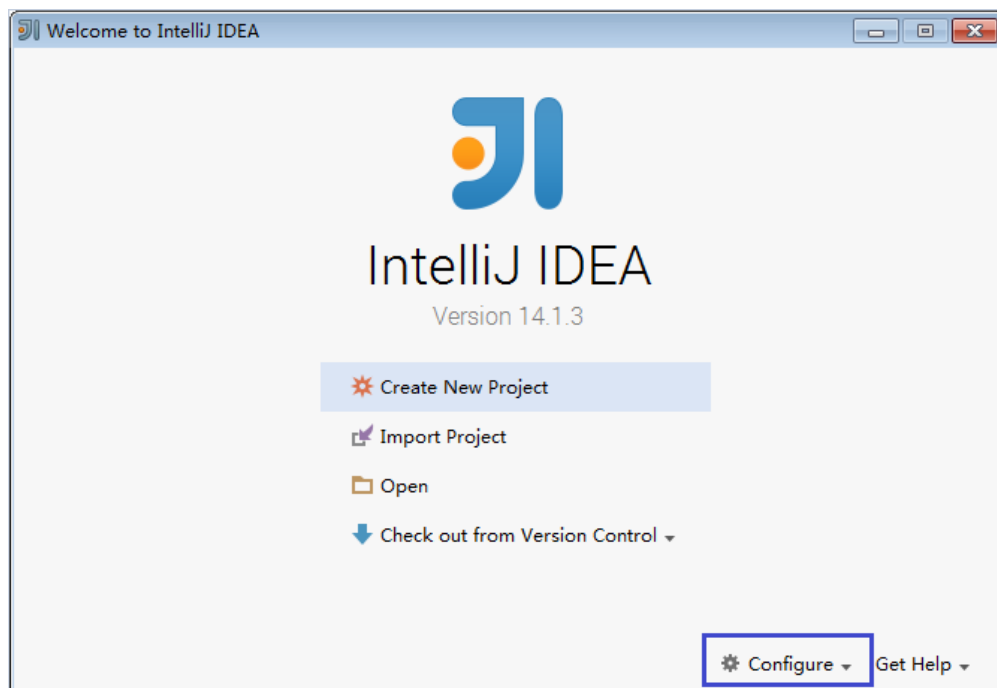 Welcome to IntelliJ IDEA
IntelliJ IDEA
Version 14.1.3
Create New Project
Import Project
Open
Check out from Version Control
Configure Get Help